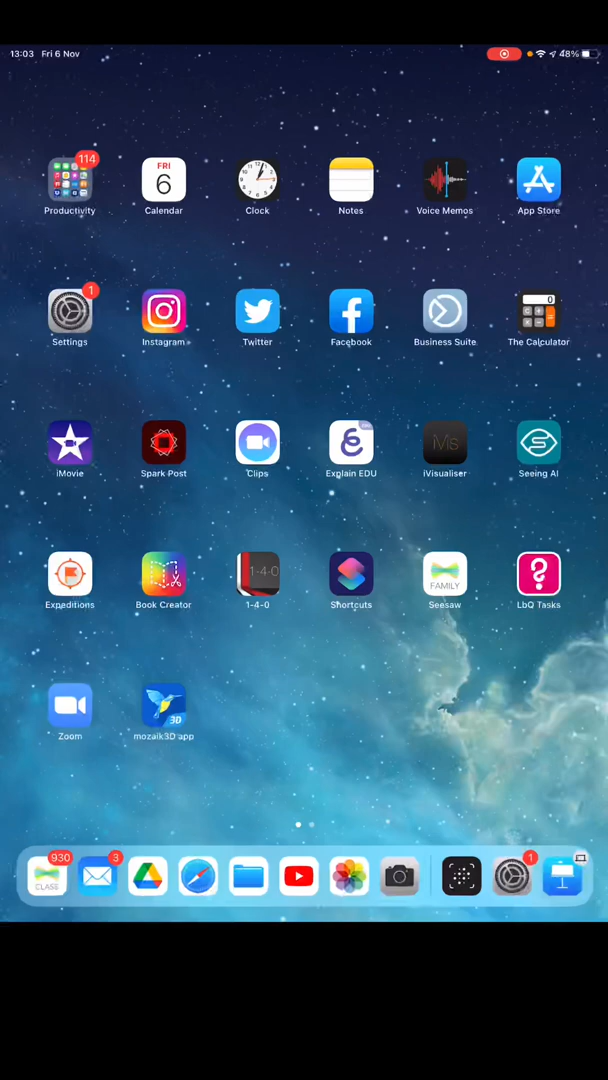 13:03 Fri 6 Nov 48%
114
FRI
6
Productivity Calendar Clock Notes Voice Memos App Store
1
0
Settings Instagram Twitter Facebook Business Suite The Calculator
Ms
iMovie Spark Post Clips Explain EDU iVisualiser Seeing AI
1-4-0
FAMILY
Expeditions Book Creator 1-4-0 Shortcuts Seesaw LbQ Tasks
3D
Zoom mozaik3D app
930 3 1
CLASS